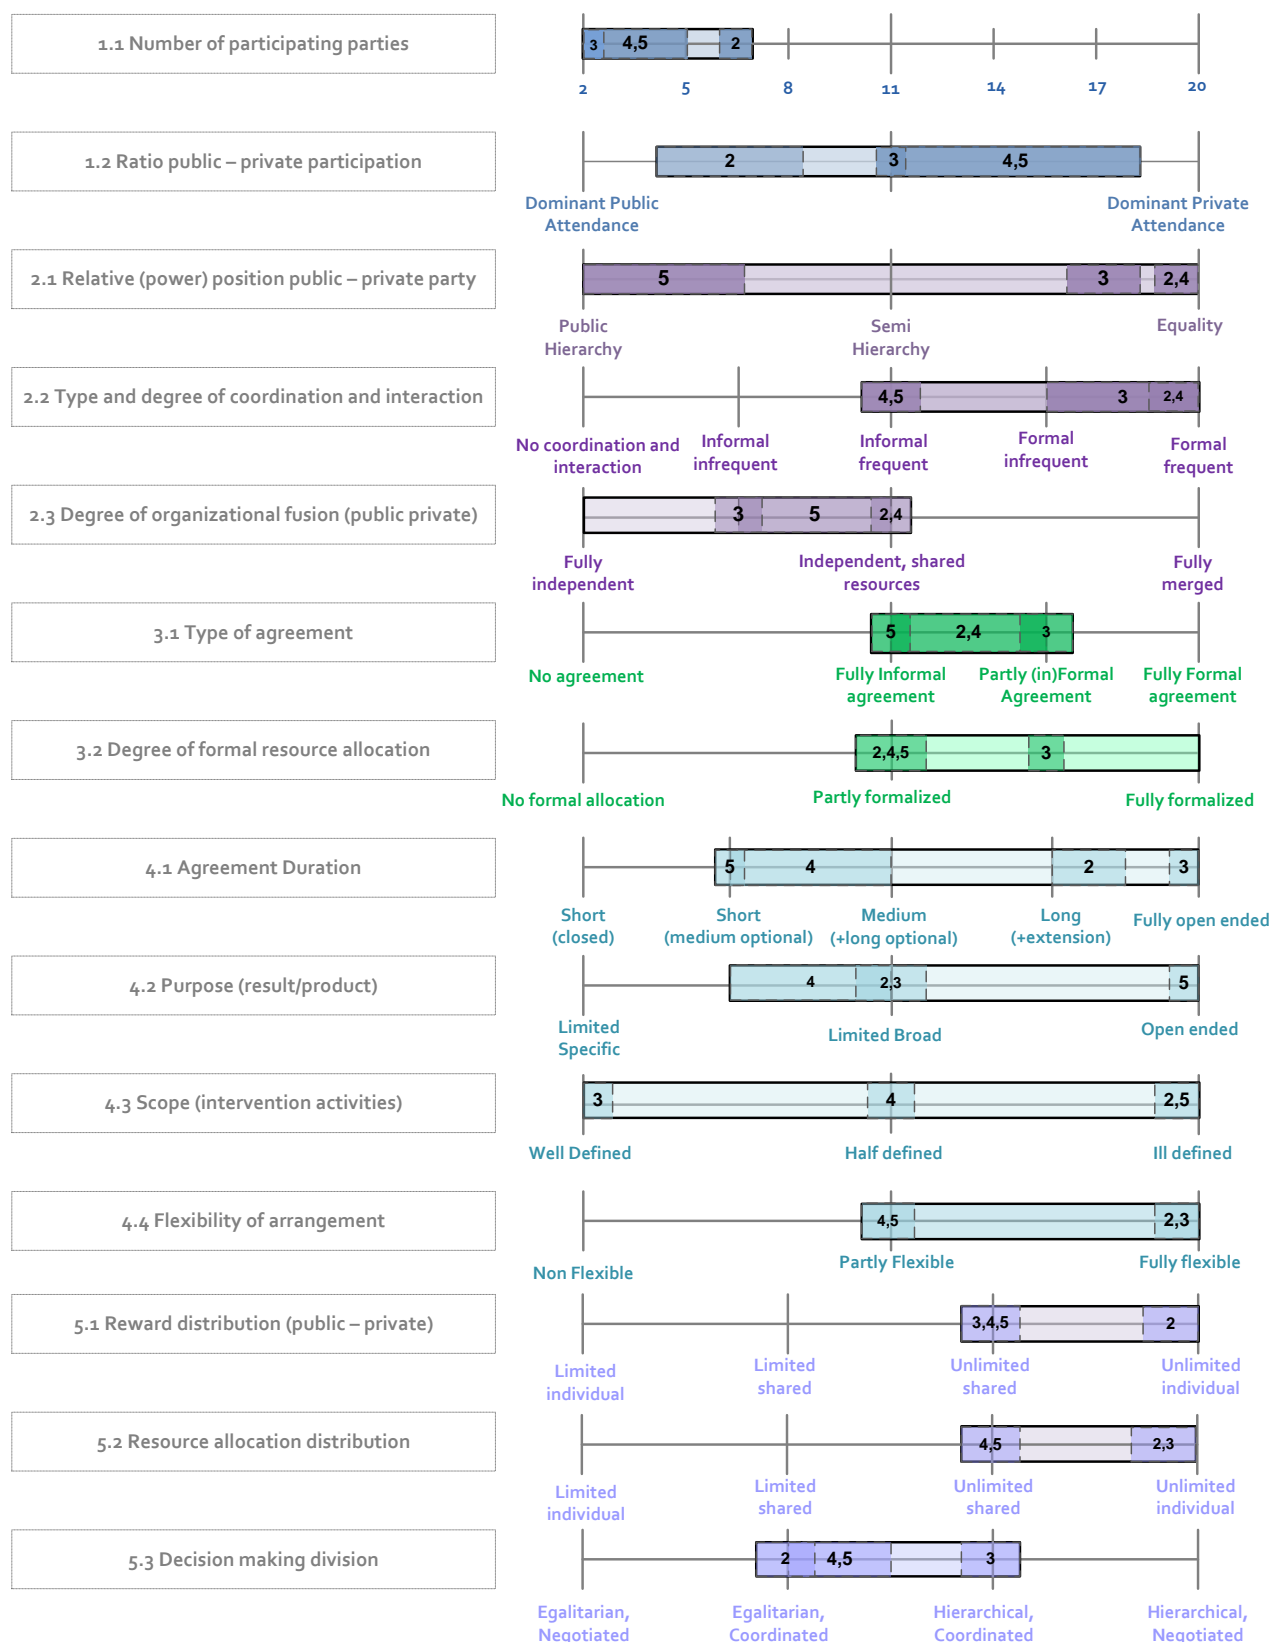 1.1 Number of participating parties
3 4,5 2
2 5 8 11 14 17 20
1.2 Ratio public – private participation
2 3 4,5
Dominant Public Dominant Private
Attendance Attendance
2.1 Relative (power) position public – private party
5 3 2,4
Public Semi Equality
Hierarchy Hierarchy
2.2 Type and degree of coordination and interaction
4,5 3 2,4
No coordination and Informal Informal Formal Formal
interaction infrequent frequent infrequent frequent
2.3 Degree of organizational fusion (public private)
3 5 2,4
Fully Independent, shared Fully
independent resources merged
3.1 Type of agreement
5 2,4 3
No agreement Fully Informal Partly (in)Formal Fully Formal
agreement Agreement agreement
3.2 Degree of formal resource allocation
2,4,5 3
No formal allocation Partly formalized Fully formalized
4.1 Agreement Duration
5 4 2 3
Short Short Medium Long Fully open ended
(closed) (medium optional) (+long optional) (+extension)
4.2 Purpose (result/product)
4 2,3 5
Limited Limited Broad Open ended
Specific
4.3 Scope (intervention activities)
3 4 2,5
Well Defined Half defined Ill defined
4.4 Flexibility of arrangement
4,5 2,3
Non Flexible Partly Flexible Fully flexible
5.1 Reward distribution (public – private)
3,4,5 2
Limited Limited Unlimited Unlimited
individual shared shared individual
5.2 Resource allocation distribution
4,5 2,3
Limited Limited Unlimited Unlimited
individual shared shared individual
5.3 Decision making division
2 4,5 3
Egalitarian, Egalitarian, Hierarchical, Hierarchical,
Negotiated Coordinated Coordinated Negotiated